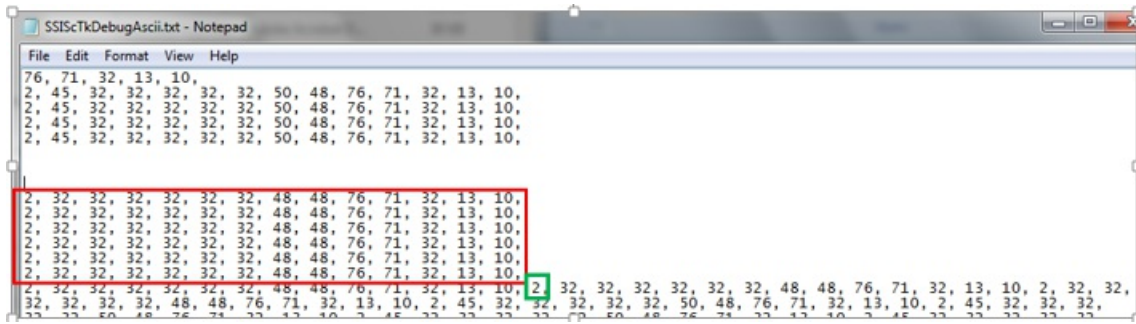 SSIScTkDebugAscii.txt - Notepad
File Edit Format View Help
76, 71, 32, 13, 10,
2, 45, 32, 32, 32, 32, 32, 50, 48, 76, 71, 32, 13, 10,
2, 45, 32, 32, 32, 32, 32, 50, 48, 76, 71, 32, 13, 10,
2, 45, 32, 32, 32, 32, 32, 50, 48, 76, 71, 32, 13, 10,
2, 45, 32, 32, 32, 32, 32, 50, 48, 76, 71, 32, 13, 10,
2, 32, 32, 32, 32, 32, 32, 48, 48, 76, 71, 32, 13, 10,
2, 32, 32, 32, 32, 32, 32, 48, 48, 76, 71, 32, 13, 10,
2, 32, 32, 32, 32, 32, 32, 48, 48, 76, 71, 32, 13, 10,
2, 32, 32, 32, 32, 32, 32, 48, 48, 76, 71, 32, 13, 10,
2, 32, 32, 32, 32, 32, 32, 48, 48, 76, 71, 32, 13, 10,
2, 32, 32, 32, 32, 32, 32, 48, 48, 76, 71, 32, 13, 10,
2, 32, 32, 32, 32, 32, 32, 48, 48, 76, 71, 32, 13, 10, 2, 32, 32, 32, 32, 32, 32, 48, 48, 76, 71, 32, 13, 10, 2, 32, 32,
32, 32, 32, 32, 48, 48, 76, 71, 32, 13, 10, 2, 45, 32, 32, 32, 32, 32, 50, 48, 76, 71, 32, 13, 10, 2, 45, 32, 32, 32,